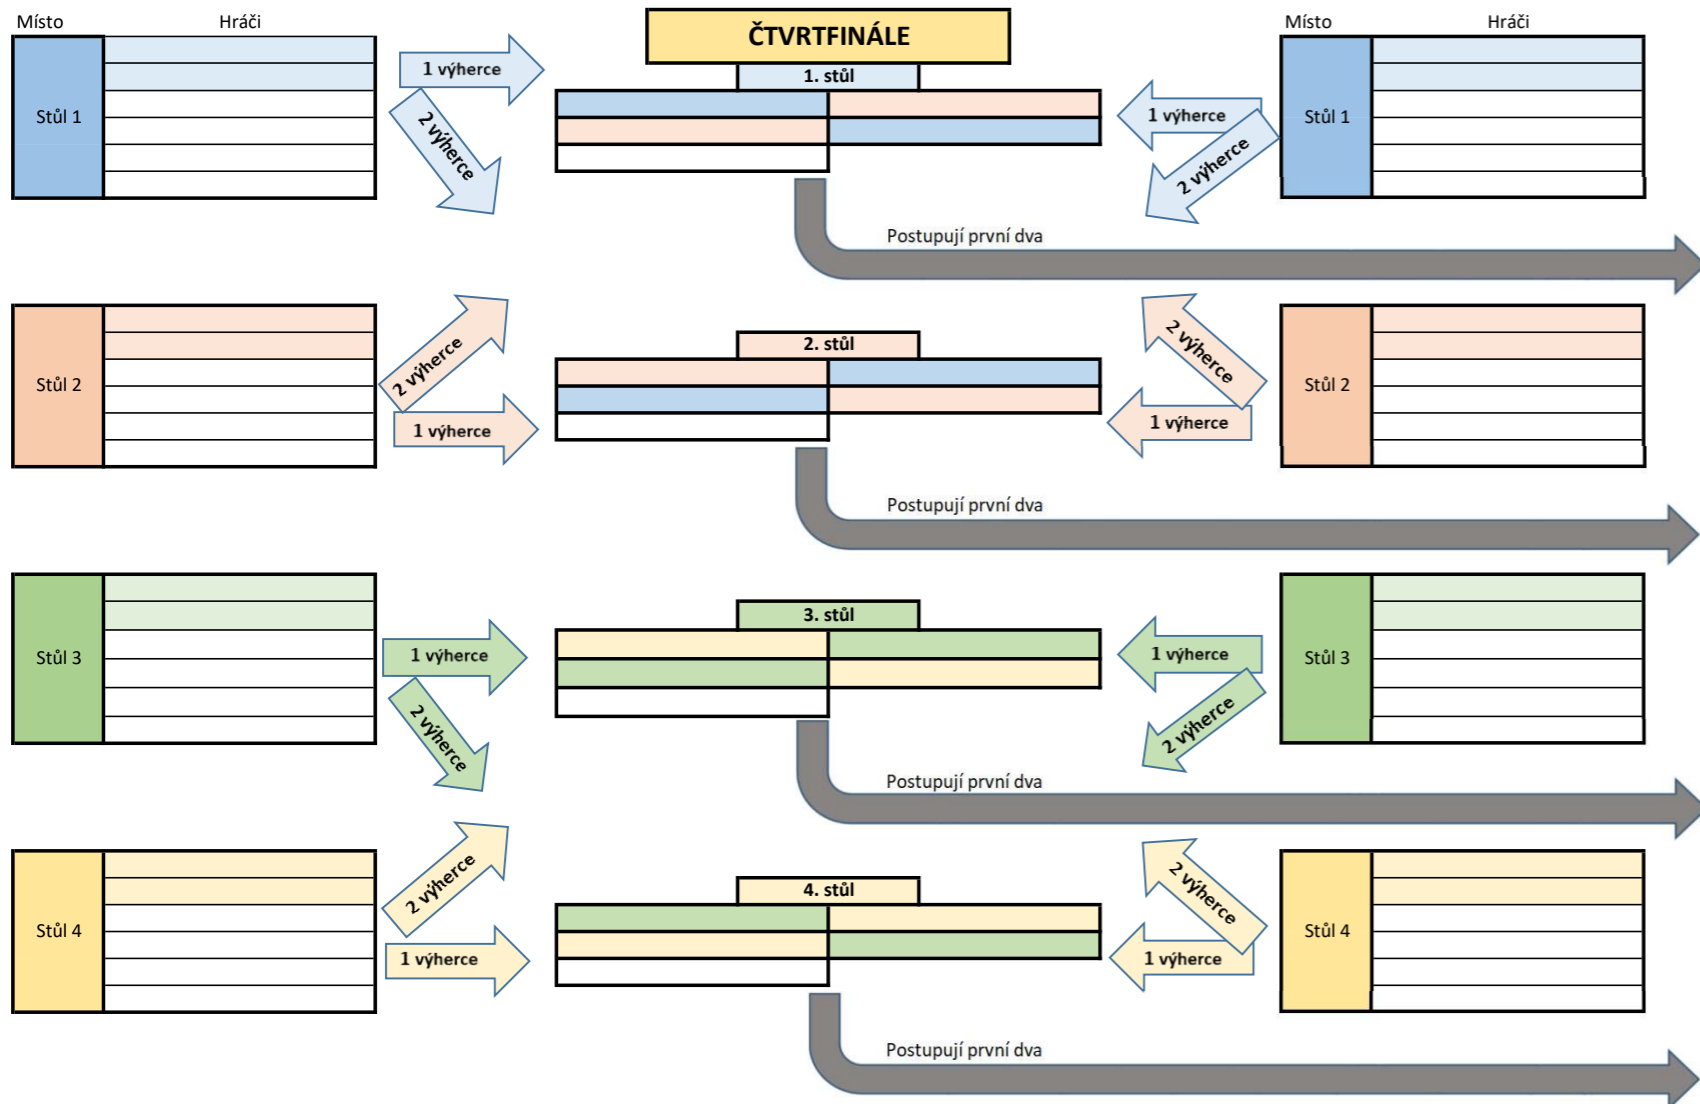 Místo Hráči
ČTVRTFINÁLE
Místo Hráči
Stůl 1
1 výherce
2 výherce
1. stůl
1 výherce
2 výherce
Stůl 1
Postupují první dva
Stůl 2
2 výherce
1 výherce
2. stůl
2 výherce
1 výherce
Stůl 2
Postupují první dva
Stůl 3
1 výherce
2 výherce
3. stůl
1 výherce
2 výherce
Stůl 3
Postupují první dva
Stůl 4
2 výherce
1 výherce
4. stůl
2 výherce
1 výherce
Stůl 4
Postupují první dva